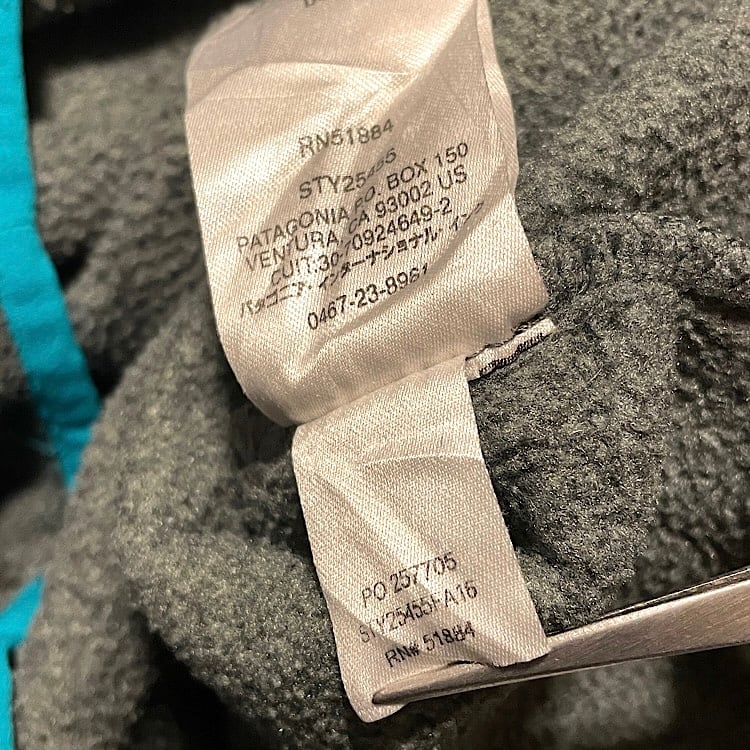 RN51884
STY25455
PATAGONIA P.O. BOX 150
VENTURA, CA 93002 US
CUIT:30-70924649-2
パタゴニア・インターナショナル・インク
0467-23-8961
PO 257705
STY25455FA16
RN# 51884